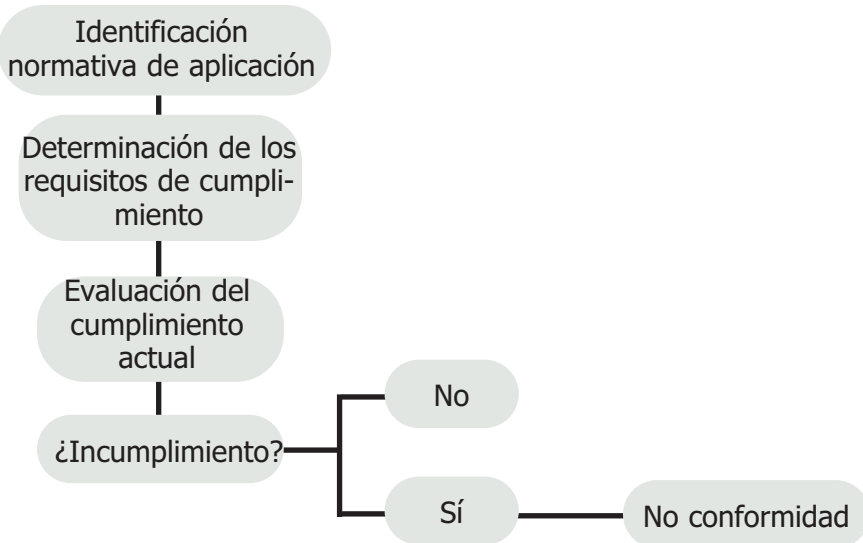 Identificación
normativa de aplicación
Determinación de los
requisitos de cumpli-
miento
Evaluación del
cumplimiento
actual
¿Incumplimiento?
No
Sí
No conformidad